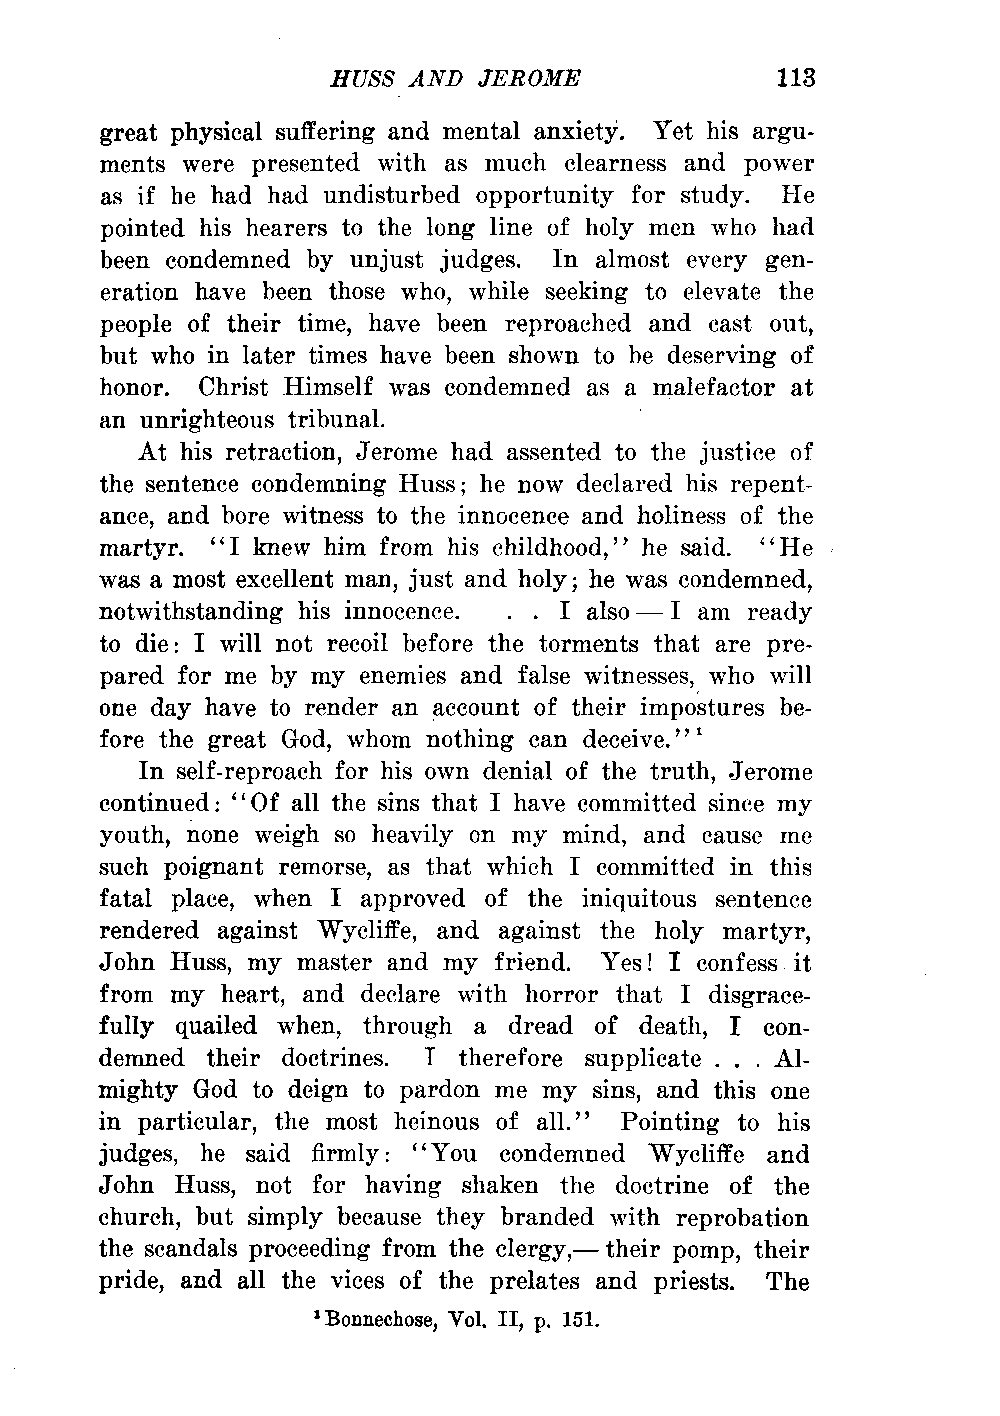 HUSS AND JEROME 113
great physical suffering and mental anxiety. Yet his argu-
ments were presented with as much clearness and power
as if he had had undisturbed opportunity for study. He
pointed his hearers to the long line of holy men who had
been condemned by unjust judges. In almost every gen-
eration have been those who, while seeking to elevate the
people of their time, have been reproached and cast out,
but who in later times have been shown to be deserving of
honor. Christ Himself was condemned as a malefactor at
an unrighteous tribunal.
At his retraction, Jerome had assented to the justice of
the sentence condemning Huss; he now declared his repent-
ance, and bore witness to the innocence and holiness of the
martyr. "I knew him from his childhood," he said. "He
was a most excellent man, just and holy; he was condemned,
notwithstanding his innocence. . . I also — I am ready
to die: I will not recoil before the torments that are pre-
pared for me by my enemies and false witnesses, who will
one day have to render an account of their impostures be-
fore the great God, whom nothing can deceive."¹
In self-reproach for his own denial of the truth, Jerome
continued: "Of all the sins that I have committed since my
youth, none weigh so heavily on my mind, and cause me
such poignant remorse, as that which I committed in this
fatal place, when I approved of the iniquitous sentence
rendered against Wycliffe, and against the holy martyr,
John Huss, my master and my friend. Yes! I confess it
from my heart, and declare with horror that I disgrace-
fully quailed when, through a dread of death, I con-
demned their doctrines. I therefore supplicate . . . Al-
mighty God to deign to pardon me my sins, and this one
in particular, the most heinous of all." Pointing to his
judges, he said firmly: "You condemned Wycliffe and
John Huss, not for having shaken the doctrine of the
church, but simply because they branded with reprobation
the scandals proceeding from the clergy,— their pomp, their
pride, and all the vices of the prelates and priests. The
¹Bonnechose, Vol. II, p. 151.